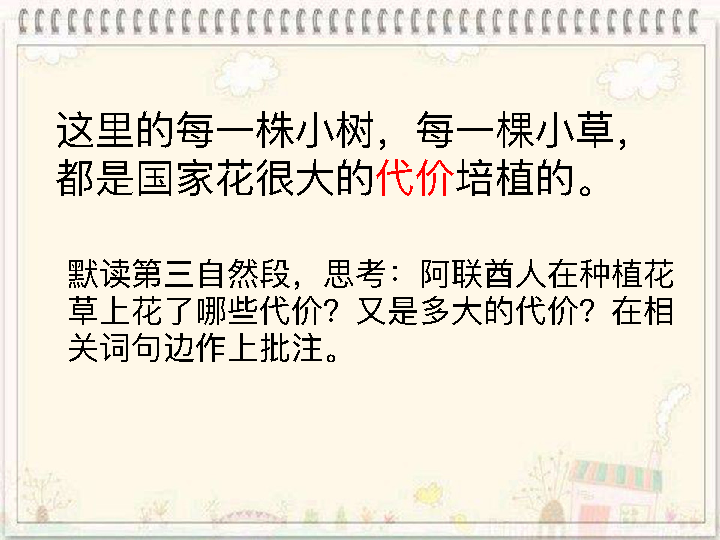 这里的每一株小树，每一棵小草，
都是国家花很大的代价培植的。
默读第三自然段，思考：阿联酋人在种植花
草上花了哪些代价？又是多大的代价？在相
关词句边作上批注。